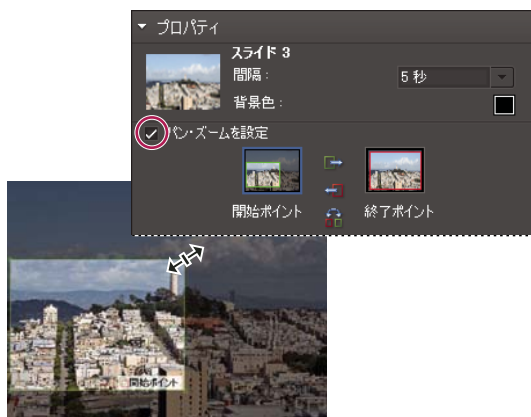 プロパティ
スライド 3
間隔 :
5 秒
背景色 :
パン・ズームを設定
開始ポイント
終了ポイント
開始ポイント